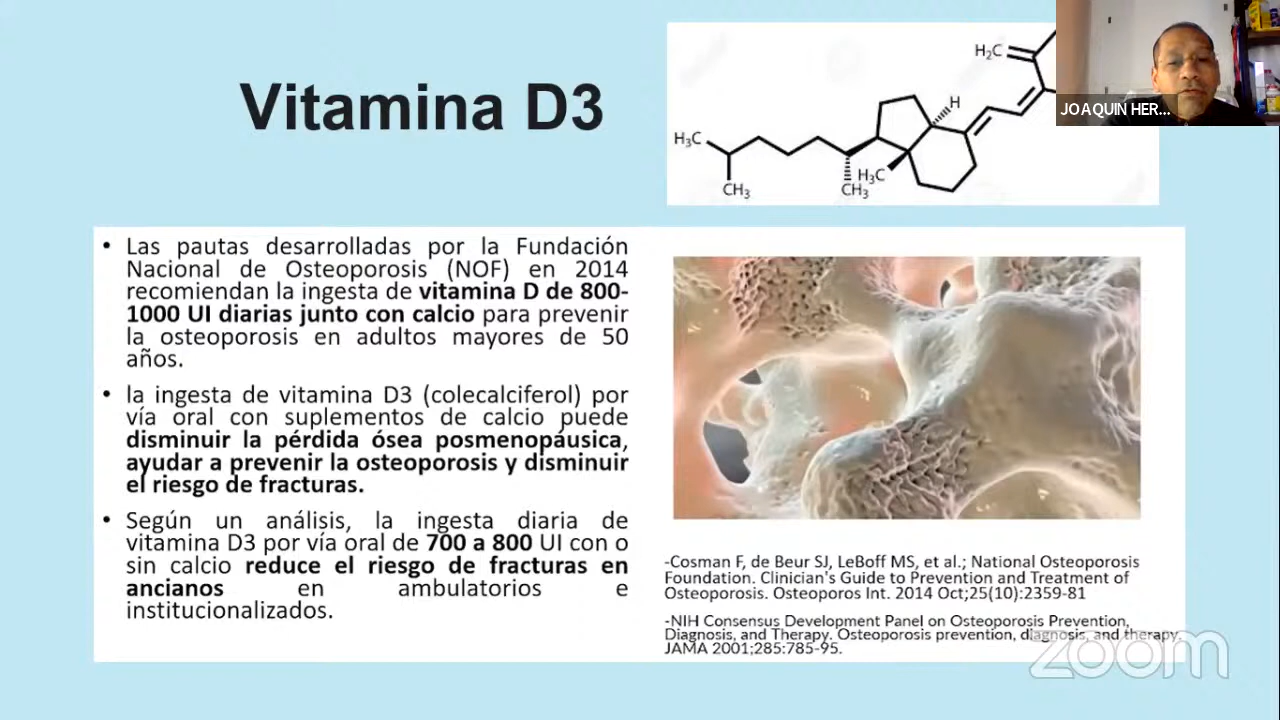 Vitamina D3
H₂C
H
H₃C
CH₃
H₃C
CH₃
JOAQUIN HER...
• Las pautas desarrolladas por la Fundación
Nacional de Osteoporosis (NOF) en 2014
recomiendan la ingesta de vitamina D de 800-
1000 UI diarias junto con calcio para prevenir
la osteoporosis en adultos mayores de 50
años.
• la ingesta de vitamina D3 (colecalciferol) por
vía oral con suplementos de calcio puede
disminuir la pérdida ósea posmenopáusica,
ayudar a prevenir la osteoporosis y disminuir
el riesgo de fracturas.
• Según un análisis, la ingesta diaria de
vitamina D3 por vía oral de 700 a 800 UI con o
sin calcio reduce el riesgo de fracturas en
ancianos en ambulatorios e
institucionalizados.
-Cosman F, de Beur SJ, LeBoff MS, et al.; National Osteoporosis
Foundation. Clinician's Guide to Prevention and Treatment of
Osteoporosis. Osteoporos Int. 2014 Oct;25(10):2359-81
-NIH Consensus Development Panel on Osteoporosis Prevention,
Diagnosis, and Therapy. Osteoporosis prevention, diagnosis, and therapy.
JAMA 2001;285:785-95.
zoom